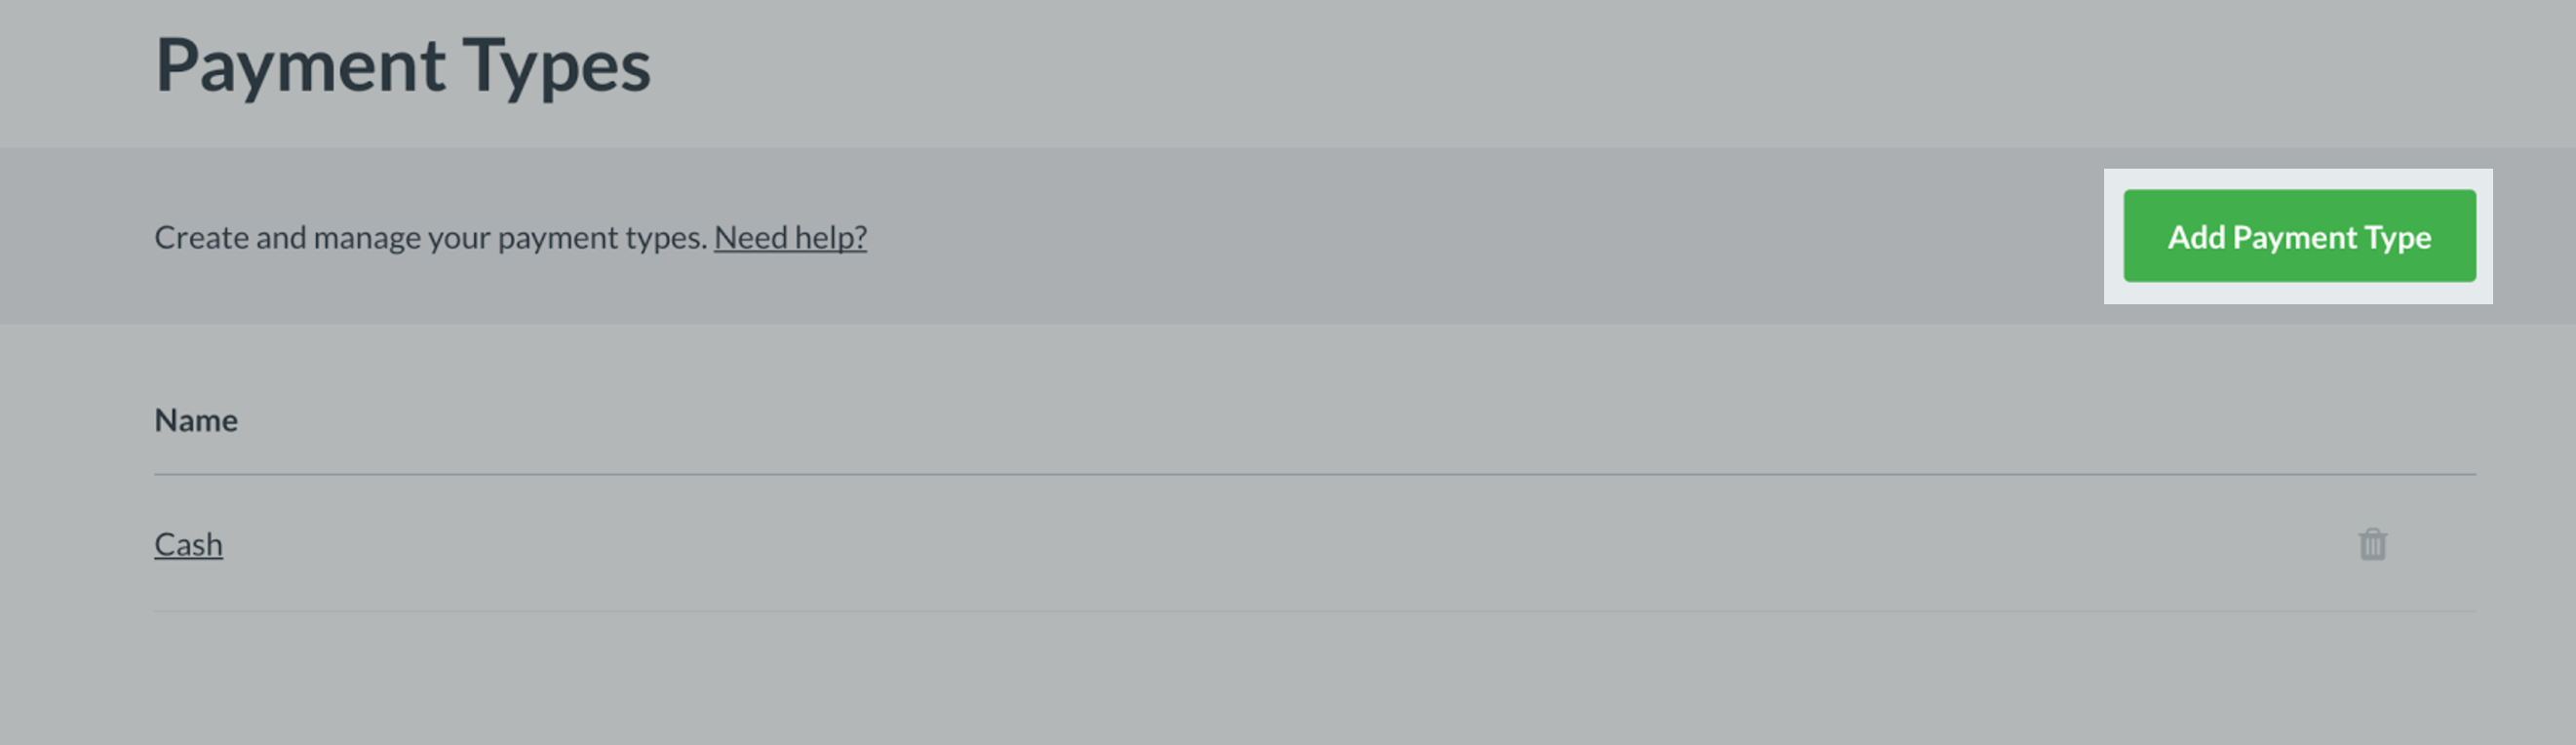 Payment Types
Create and manage your payment types. Need help?
Add Payment Type
Name
Cash